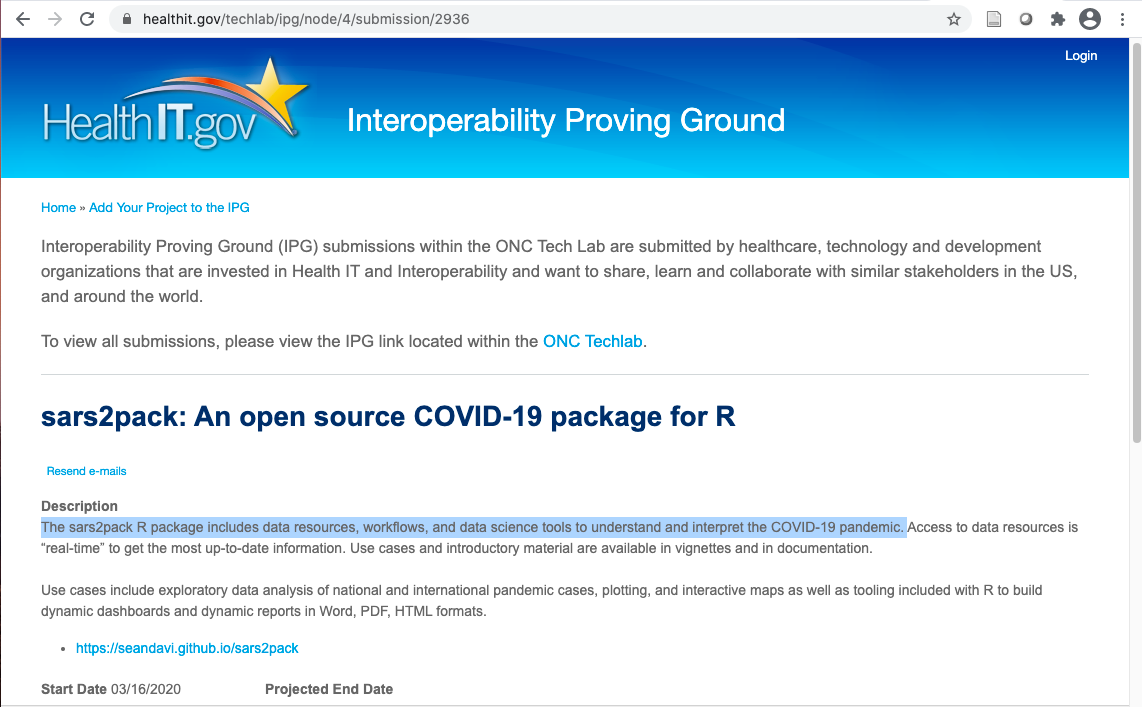 healthit.gov/techlab/ipg/node/4/submission/2936
Login
HealthIT.gov
Interoperability Proving Ground
Home » Add Your Project to the IPG
Interoperability Proving Ground (IPG) submissions within the ONC Tech Lab are submitted by healthcare, technology and development
organizations that are invested in Health IT and Interoperability and want to share, learn and collaborate with similar stakeholders in the US,
and around the world.
To view all submissions, please view the IPG link located within the ONC Techlab.
sars2pack: An open source COVID-19 package for R
Resend e-mails
Description
The sars2pack R package includes data resources, workflows, and data science tools to understand and interpret the COVID-19 pandemic. Access to data resources is
“real-time” to get the most up-to-date information. Use cases and introductory material are available in vignettes and in documentation.
Use cases include exploratory data analysis of national and international pandemic cases, plotting, and interactive maps as well as tooling included with R to build
dynamic dashboards and dynamic reports in Word, PDF, HTML formats.
• https://seandavi.github.io/sars2pack
Start Date 03/16/2020 Projected End Date